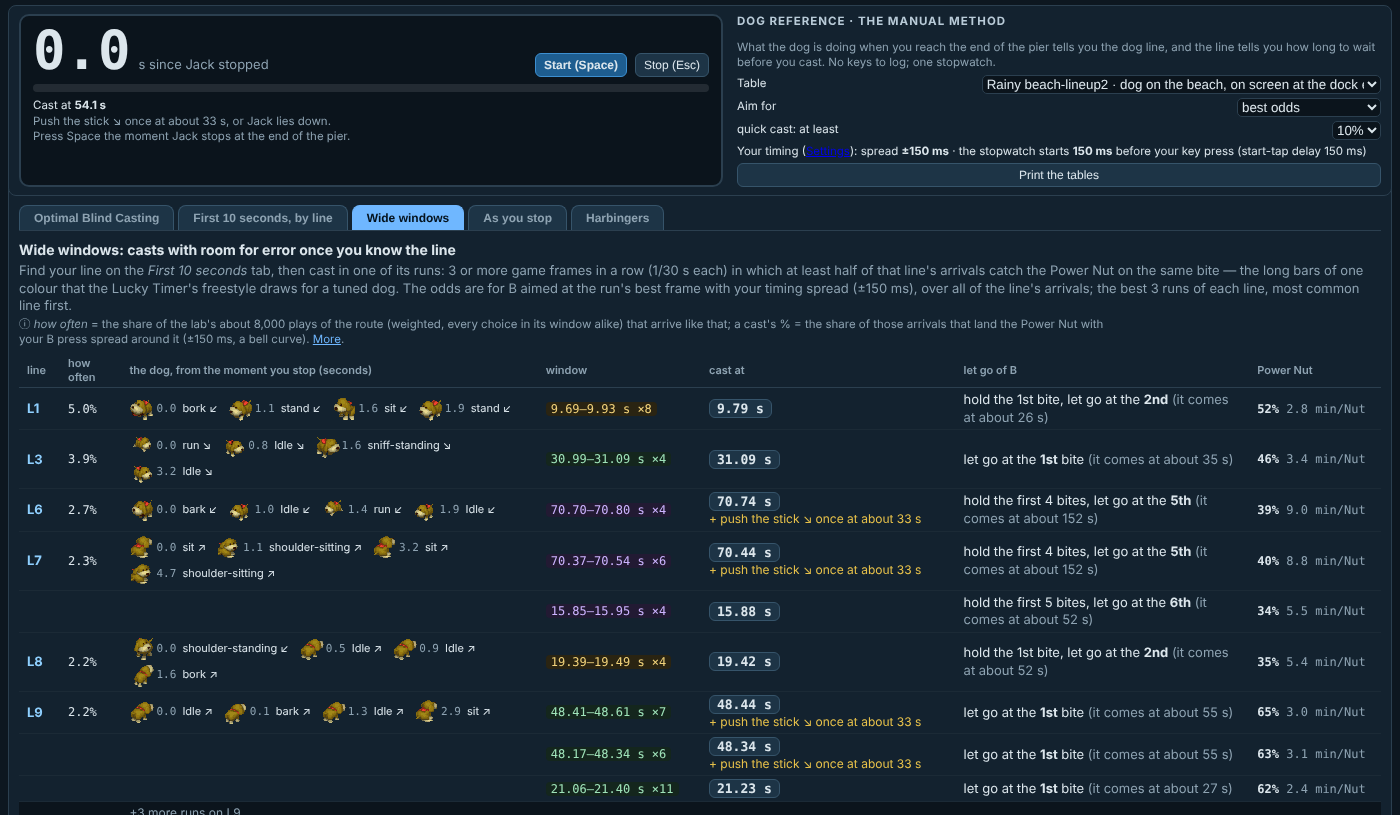 0.0 s since Jack stopped
Start (Space)
Stop (Esc)
Cast at 54.1 s
Push the stick ↘ once at about 33 s, or Jack lies down.
Press Space the moment Jack stops at the end of the pier.
DOG REFERENCE · THE MANUAL METHOD
What the dog is doing when you reach the end of the pier tells you the dog line, and the line tells you how long to wait
before you cast. No keys to log; one stopwatch.
Table
Rainy beach-lineup2 · dog on the beach, on screen at the dock
Aim for
best odds
quick cast: at least
10%
Your timing (Settings): spread ±150 ms · the stopwatch starts 150 ms before your key press (start-tap delay 150 ms)
Print the tables
Optimal Blind Casting
First 10 seconds, by line
Wide windows
As you stop
Harbingers
Wide windows: casts with room for error once you know the line
Find your line on the First 10 seconds tab, then cast in one of its runs: 3 or more game frames in a row (1/30 s each) in which at least half of that line's arrivals catch the Power Nut on the same bite — the long bars of one
colour that the Lucky Timer's freestyle draws for a tuned dog. The odds are for B aimed at the run's best frame with your timing spread (±150 ms), over all of the line's arrivals; the best 3 runs of each line, most common
line first.
ⓘ how often = the share of the lab's about 8,000 plays of the route (weighted, every choice in its window alike) that arrive like that; a cast's % = the share of those arrivals that land the Power Nut with
your B press spread around it (±150 ms, a bell curve). More.
line
how often
the dog, from the moment you stop (seconds)
window
cast at
let go of B
Power Nut
L1 5.0% 0.0 bork ↙ 1.1 stand ↙ 1.6 sit ↙ 1.9 stand ↙ 9.69–9.93 s ×8 9.79 s hold the 1st bite, let go at the 2nd (it comes 52% 2.8 min/Nut
at about 26 s)
L3 3.9% 0.0 run ↘ 0.8 Idle ↘ 1.6 sniff-standing ↘ 30.99–31.09 s ×4 31.09 s let go at the 1st bite (it comes at about 35 s) 46% 3.4 min/Nut
3.2 Idle ↘
L6 2.7% 0.0 bark ↙ 1.0 Idle ↙ 1.4 run ↙ 1.9 Idle ↙ 70.70–70.80 s ×4 70.74 s hold the first 4 bites, let go at the 5th (it 39% 9.0 min/Nut
+ push the stick ↘ once at about 33 s comes at about 152 s)
L7 2.3% 0.0 sit ↗ 1.1 shoulder-sitting ↗ 3.2 sit ↗ 70.37–70.54 s ×6 70.44 s hold the first 4 bites, let go at the 5th (it 40% 8.8 min/Nut
4.7 shoulder-sitting ↗ + push the stick ↘ once at about 33 s comes at about 152 s)
15.85–15.95 s ×4 15.88 s hold the first 5 bites, let go at the 6th (it 34% 5.5 min/Nut
comes at about 52 s)
L8 2.2% 0.0 shoulder-standing ↙ 0.5 Idle ↗ 0.9 Idle ↗ 19.39–19.49 s ×4 19.42 s hold the 1st bite, let go at the 2nd (it comes 35% 5.4 min/Nut
1.6 bork ↗ at about 52 s)
L9 2.2% 0.0 Idle ↗ 0.1 bark ↗ 1.3 Idle ↗ 2.9 sit ↗ 48.41–48.61 s ×7 48.44 s let go at the 1st bite (it comes at about 55 s) 65% 3.0 min/Nut
+ push the stick ↘ once at about 33 s
48.17–48.34 s ×6 48.34 s let go at the 1st bite (it comes at about 55 s) 63% 3.1 min/Nut
+ push the stick ↘ once at about 33 s
21.06–21.40 s ×11 21.23 s let go at the 1st bite (it comes at about 27 s) 62% 2.4 min/Nut
+3 more runs on L9